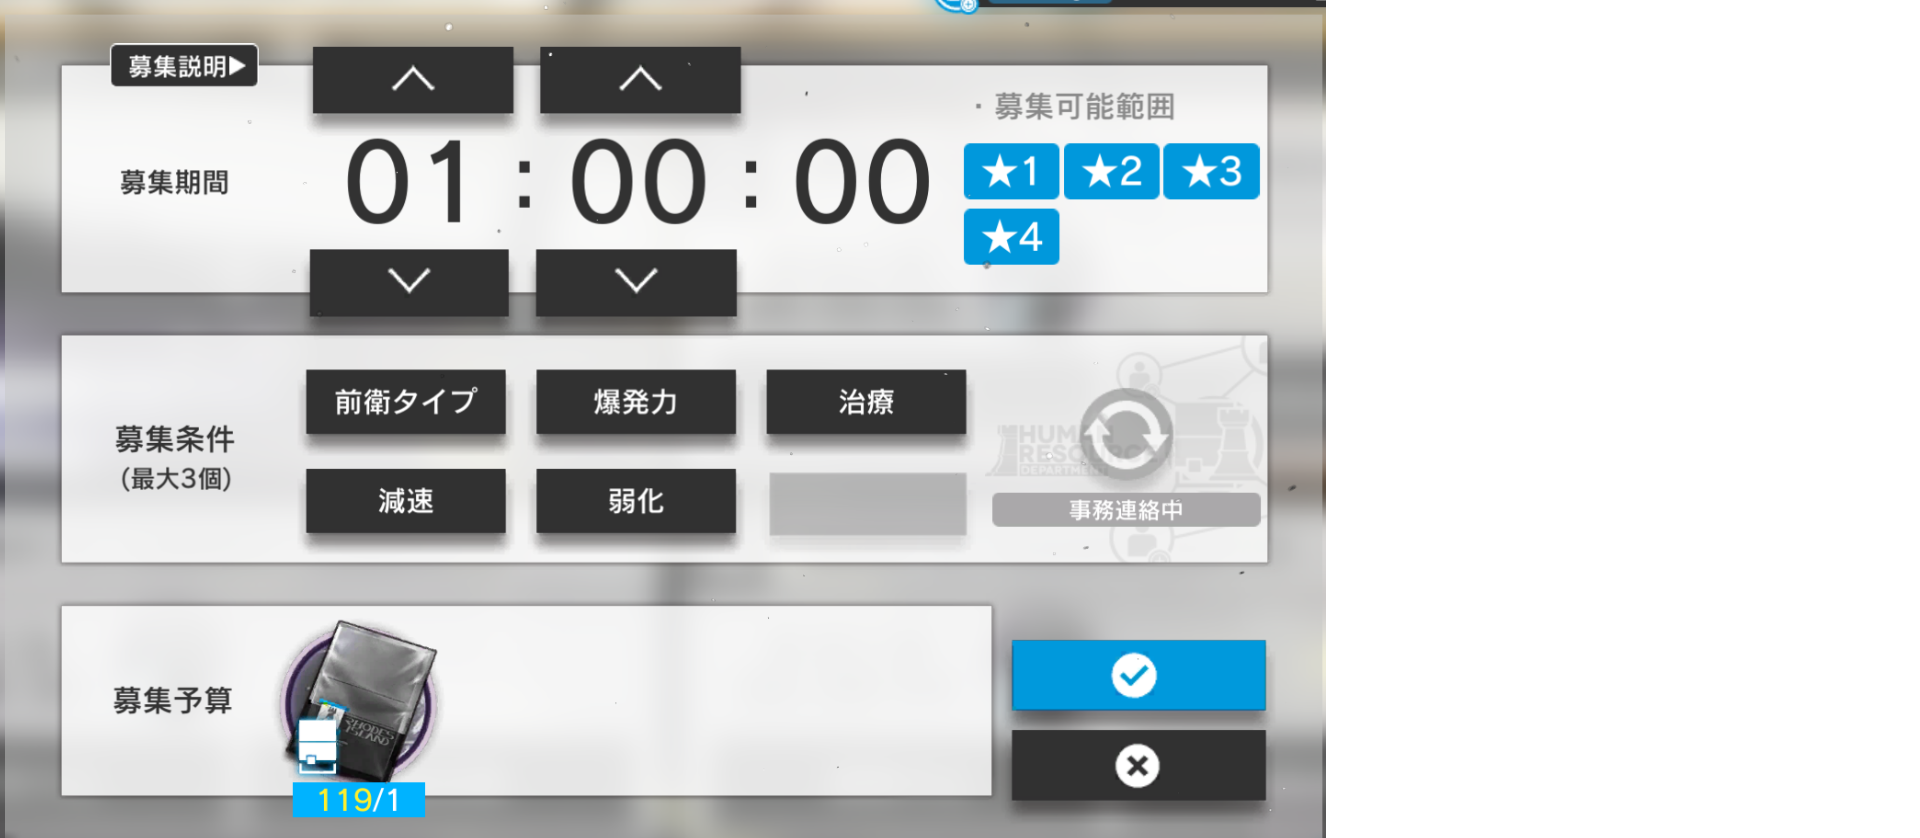 募集説明▶
募集期間
01:00:00
・募集可能範囲
★1 ★2 ★3
★4
募集条件
(最大3個)
前衛タイプ 爆発力 治療
減速 弱化
HUMAN
RESOURCE
DEPARTMENT
事務連絡中
募集予算
RHODES
ISLAND
119/1